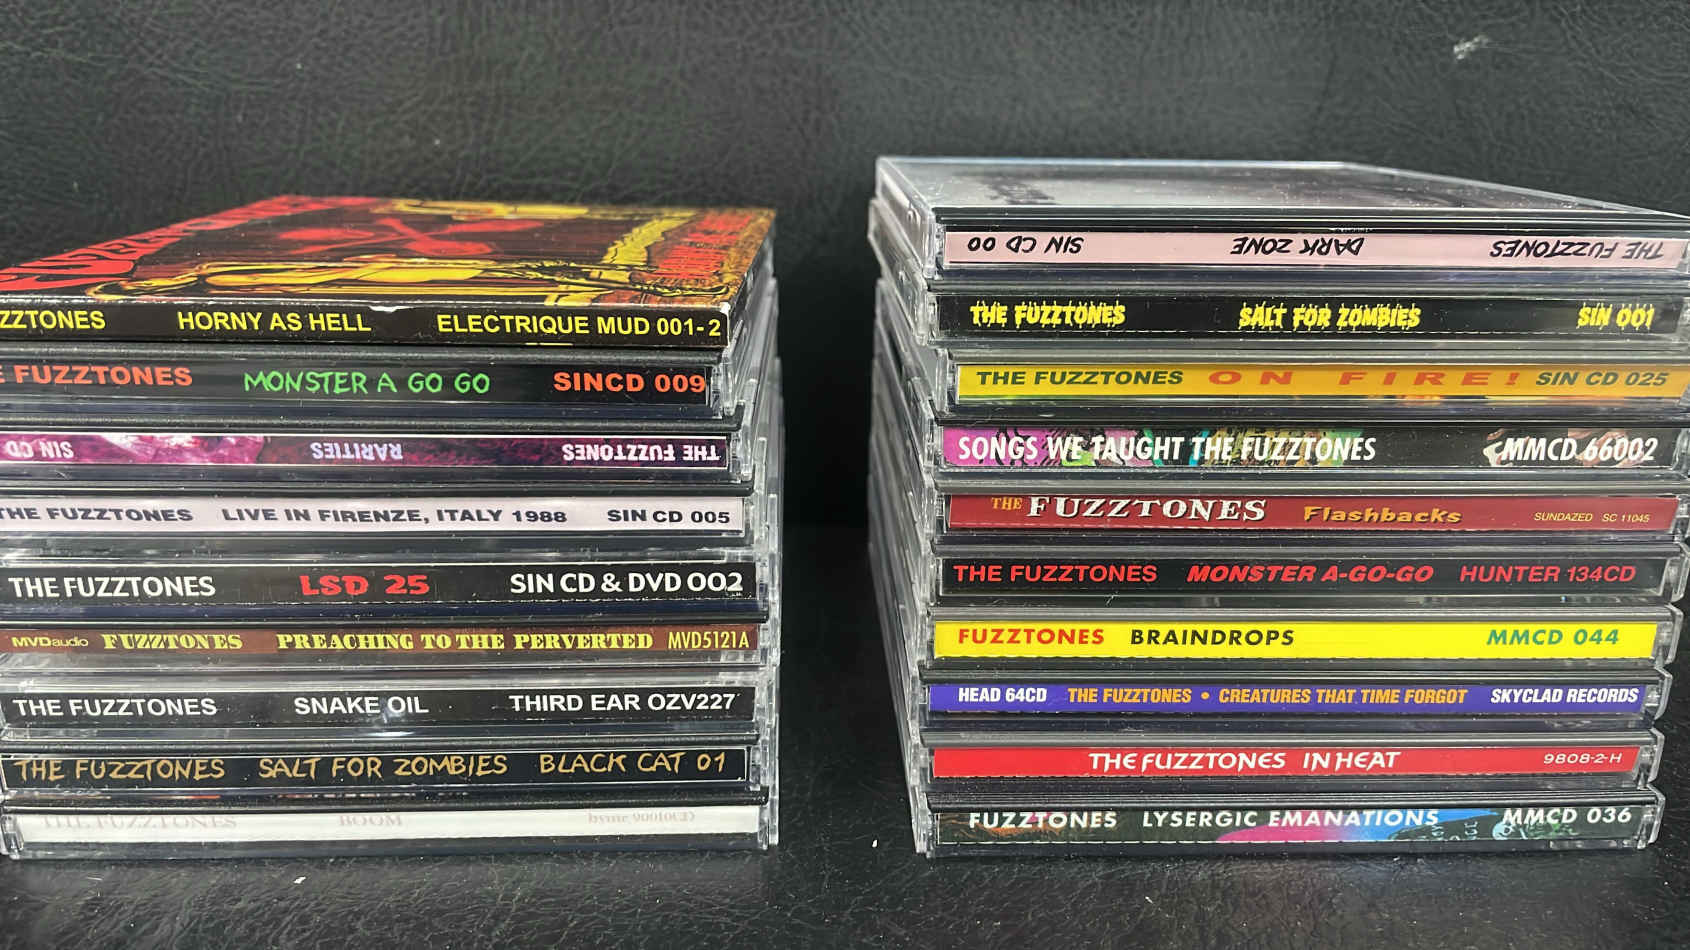 ZZTONES HORNY AS HELL ELECTRIQUE MUD 001-2
E FUZZTONES MONSTER A GO GO SINCD 009
THE FUZZTONES RARITIES SIN CD
THE FUZZTONES LIVE IN FIRENZE, ITALY 1988 SIN CD 005
THE FUZZTONES LSD 25 SIN CD & DVD 002
MVDaudio FUZZTONES PREACHING TO THE PERVERTED MVD5121A
THE FUZZTONES SNAKE OIL THIRD EAR OZV227
THE FUZZTONES SALT FOR ZOMBIES BLACK CAT 01
THE FUZZTONES BOOM 90010CD
THE FUZZTONES DARK ZONE SIN CD 00
THE FUZZTONES SALT FOR ZOMBIES SIN 001
THE FUZZTONES ON FIRE! SIN CD 025
SONGS WE TAUGHT THE FUZZTONES MMCD 66002
THE FUZZTONES Flashbacks SUNDAZED SC 11045
THE FUZZTONES MONSTER A-GO-GO HUNTER 134CD
FUZZTONES BRAINDROPS MMCD 044
HEAD 64CD THE FUZZTONES • CREATURES THAT TIME FORGOT SKYCLAD RECORDS
THE FUZZTONES IN HEAT 9808-2-H
FUZZTONES LYSERGIC EMANATIONS MMCD 036